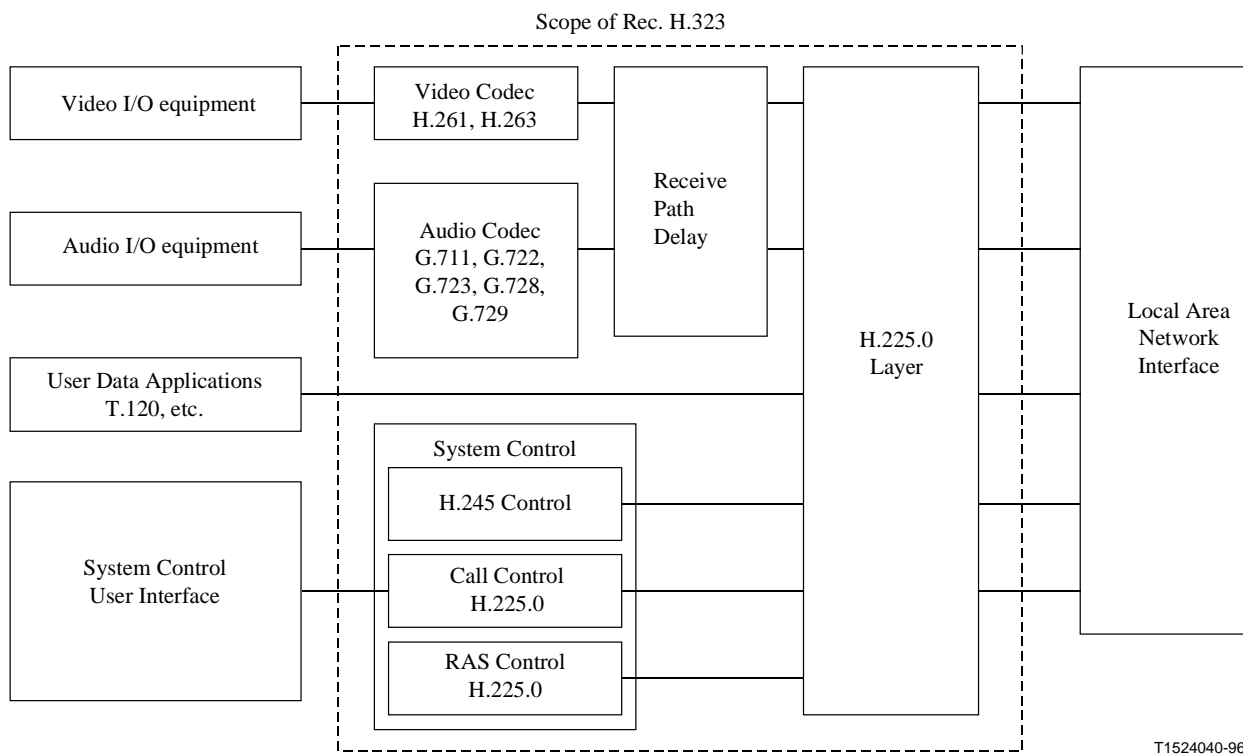 Scope of Rec. H.323
Video I/O equipment
Video Codec
H.261, H.263
Receive
Path
Delay
Audio I/O equipment
Audio Codec
G.711, G.722,
G.723, G.728,
G.729
H.225.0
Layer
Local Area
Network
Interface
User Data Applications
T.120, etc.
System Control
H.245 Control
System Control
User Interface
Call Control
H.225.0
RAS Control
H.225.0
T1524040-96